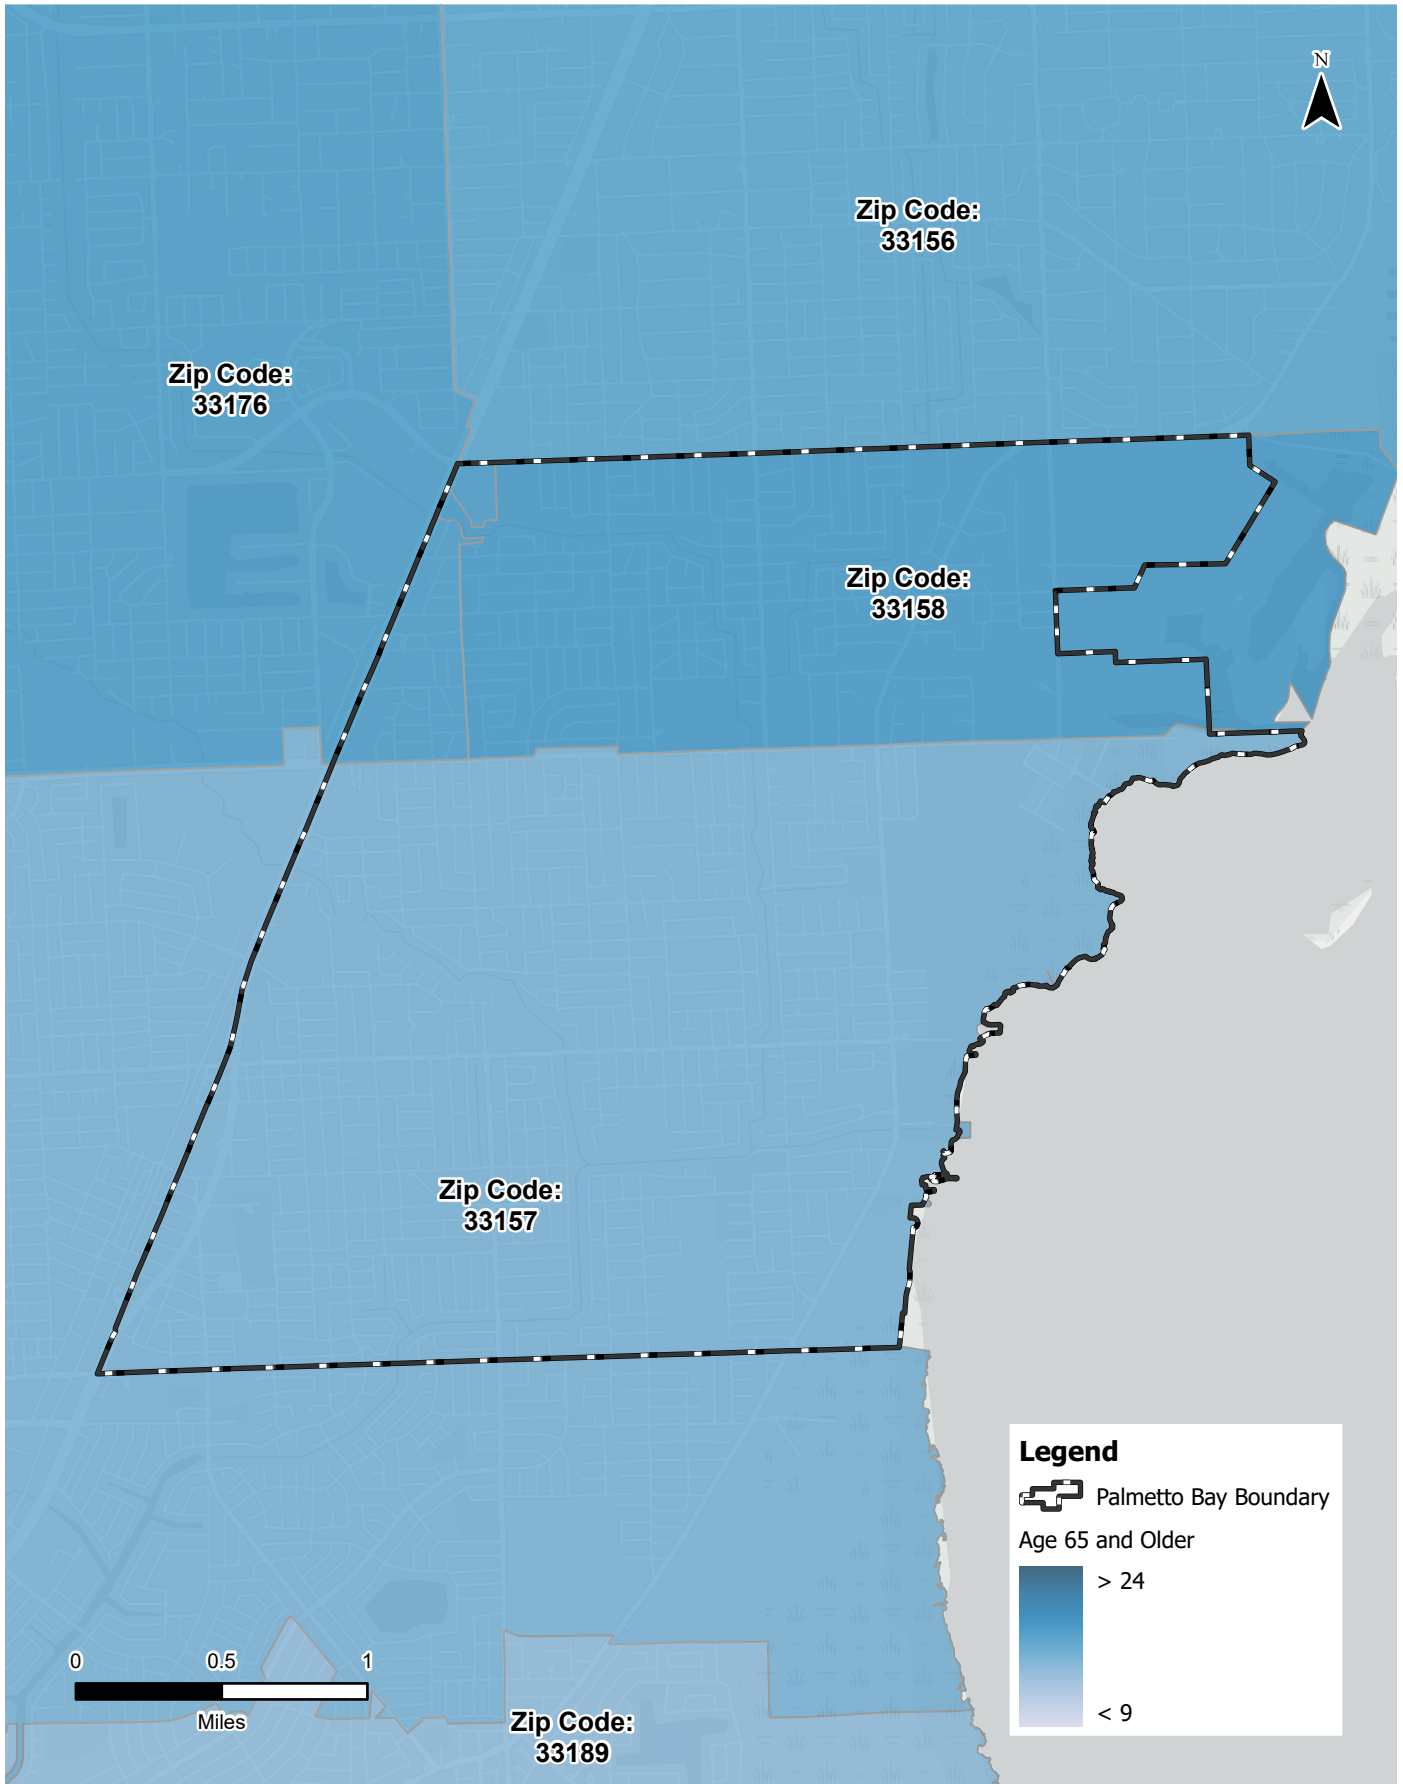 N
Zip Code:
33156
Zip Code:
33176
Zip Code:
33158
Zip Code:
33157
Legend
Palmetto Bay Boundary
Age 65 and Older
> 24
< 9
0 0.5 1
Miles
Zip Code:
33189